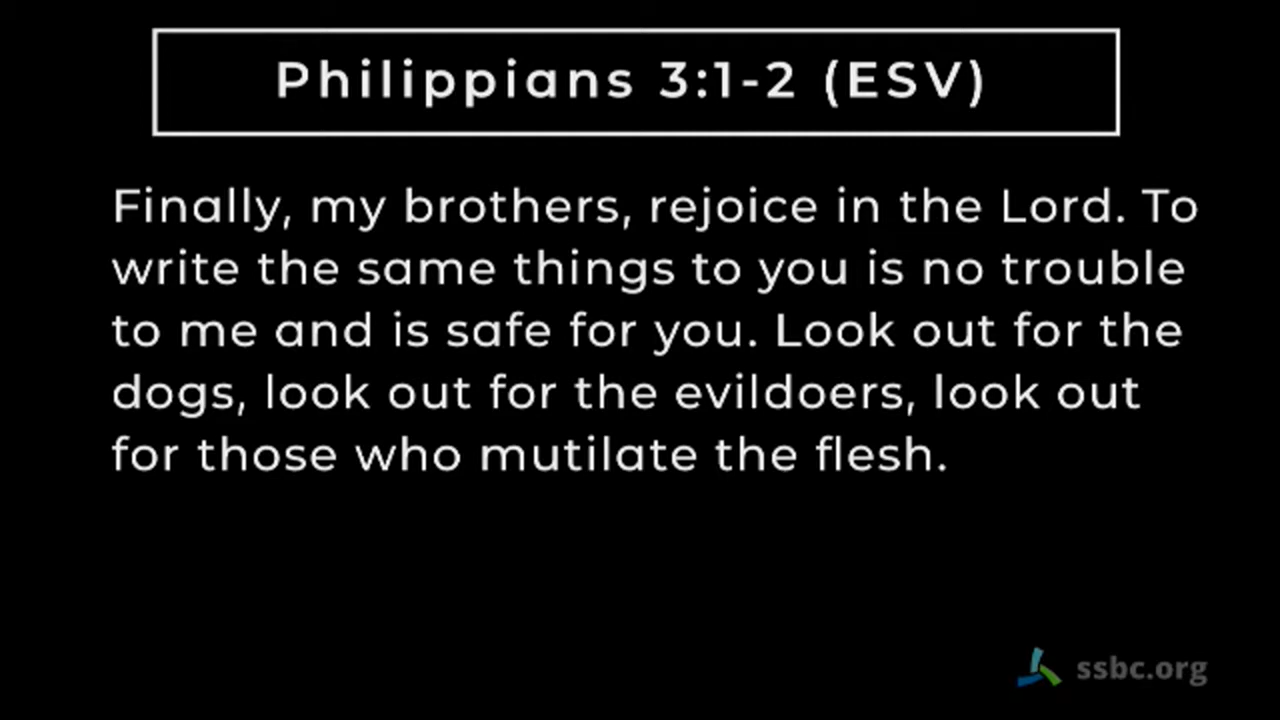 Philippians 3:1-2 (ESV)
Finally, my brothers, rejoice in the Lord. To
write the same things to you is no trouble
to me and is safe for you. Look out for the
dogs, look out for the evildoers, look out
for those who mutilate the flesh.
ssbc.org